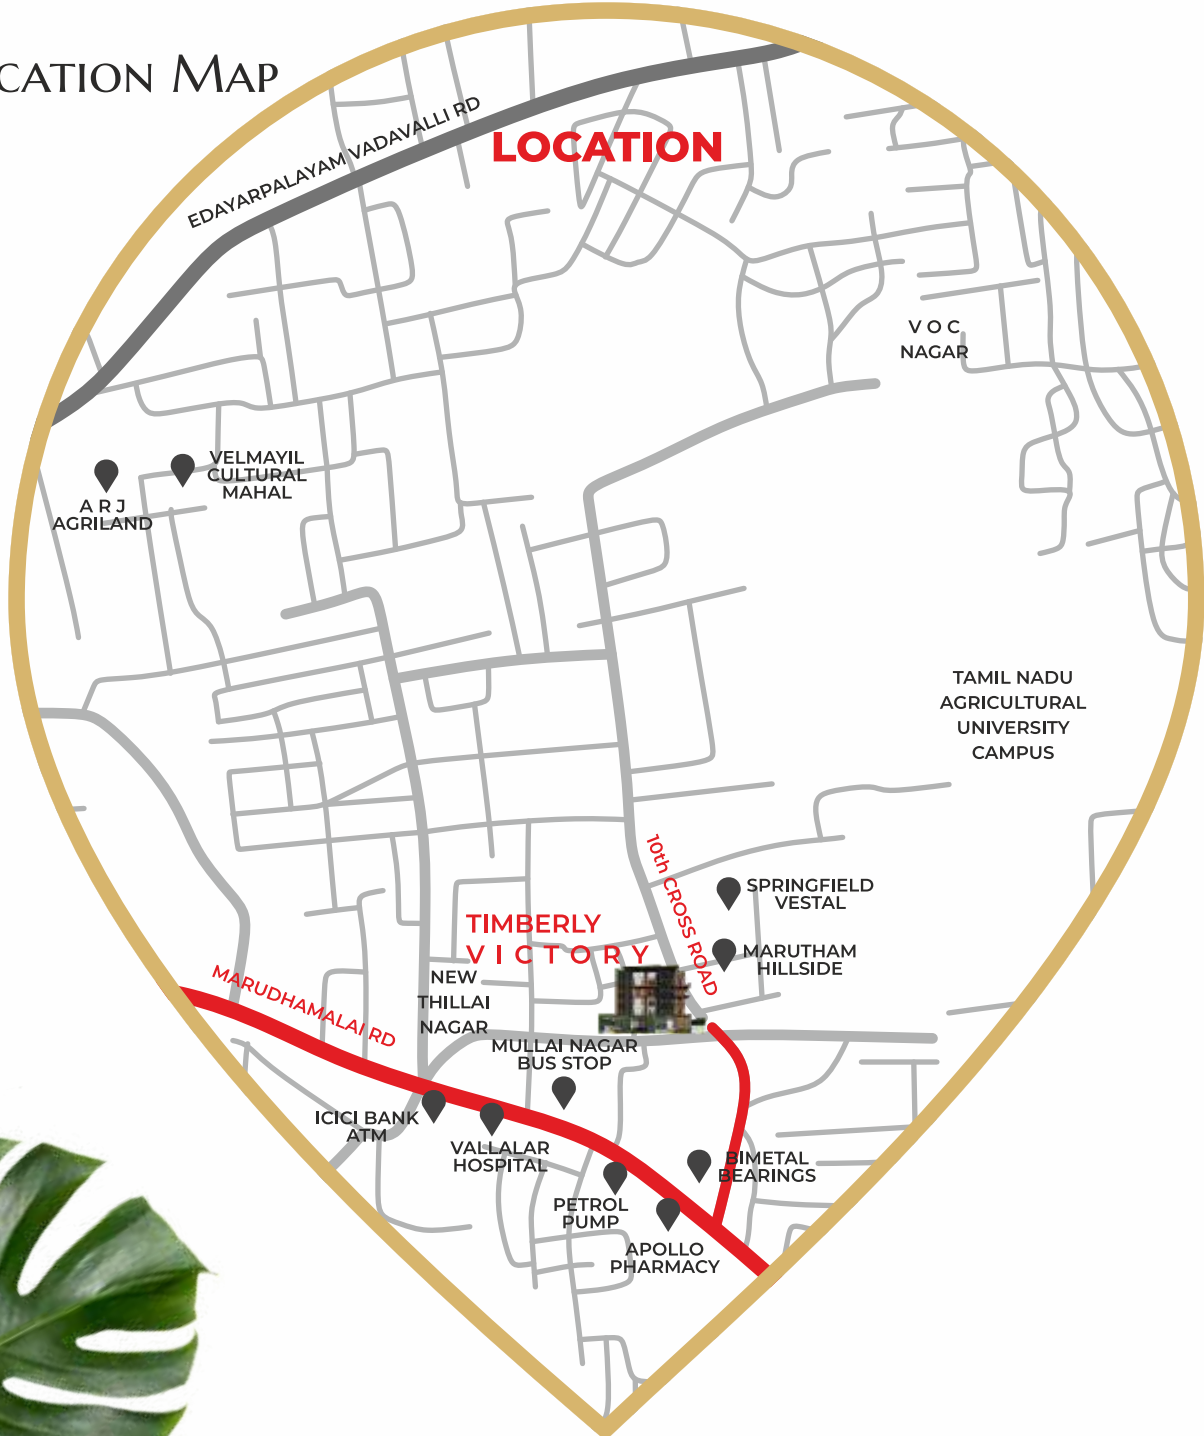 CATION MAP
EDAYARPALAYAM VADAVALLI RD
LOCATION
V O C
NAGAR
VELMAYIL
CULTURAL
MAHAL
A R J
AGRILAND
TAMIL NADU
AGRICULTURAL
UNIVERSITY
CAMPUS
10th CROSS ROAD
SPRINGFIELD
VESTAL
TIMBERLY
VICTORY
MARUTHAM
HILLSIDE
NEW
THILLAI
NAGAR
MARUDHAMALAI RD
MULLAI NAGAR
BUS STOP
ICICI BANK
ATM
VALLALAR
HOSPITAL
BIMETAL
BEARINGS
PETROL
PUMP
APOLLO
PHARMACY